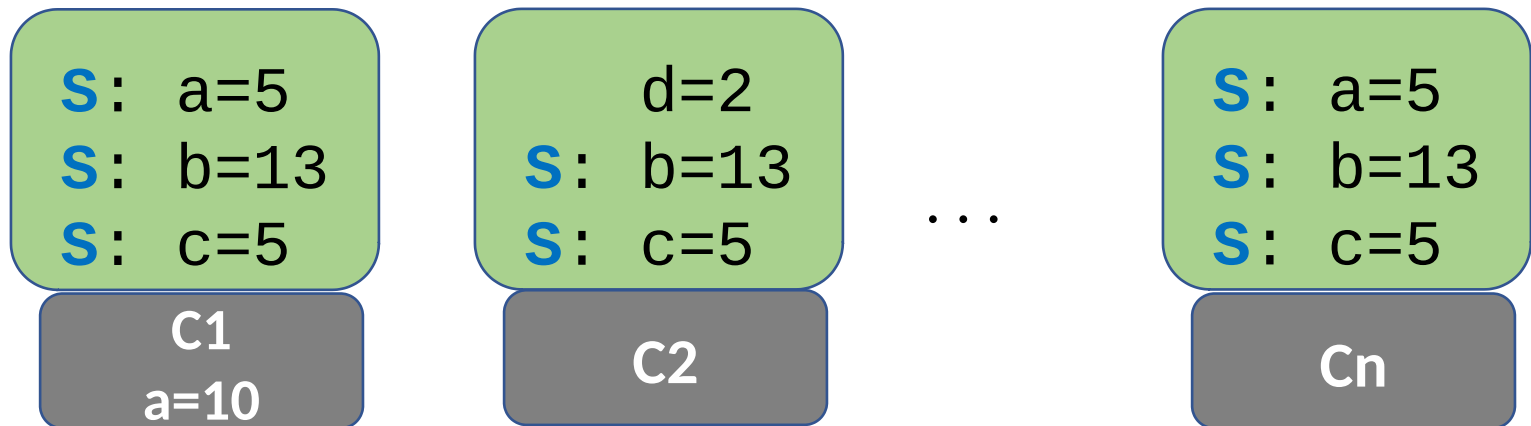 S: a=5
S: b=13
S: c=5
C1
a=10
d=2
S: b=13
S: c=5
C2
...
S: a=5
S: b=13
S: c=5
Cn